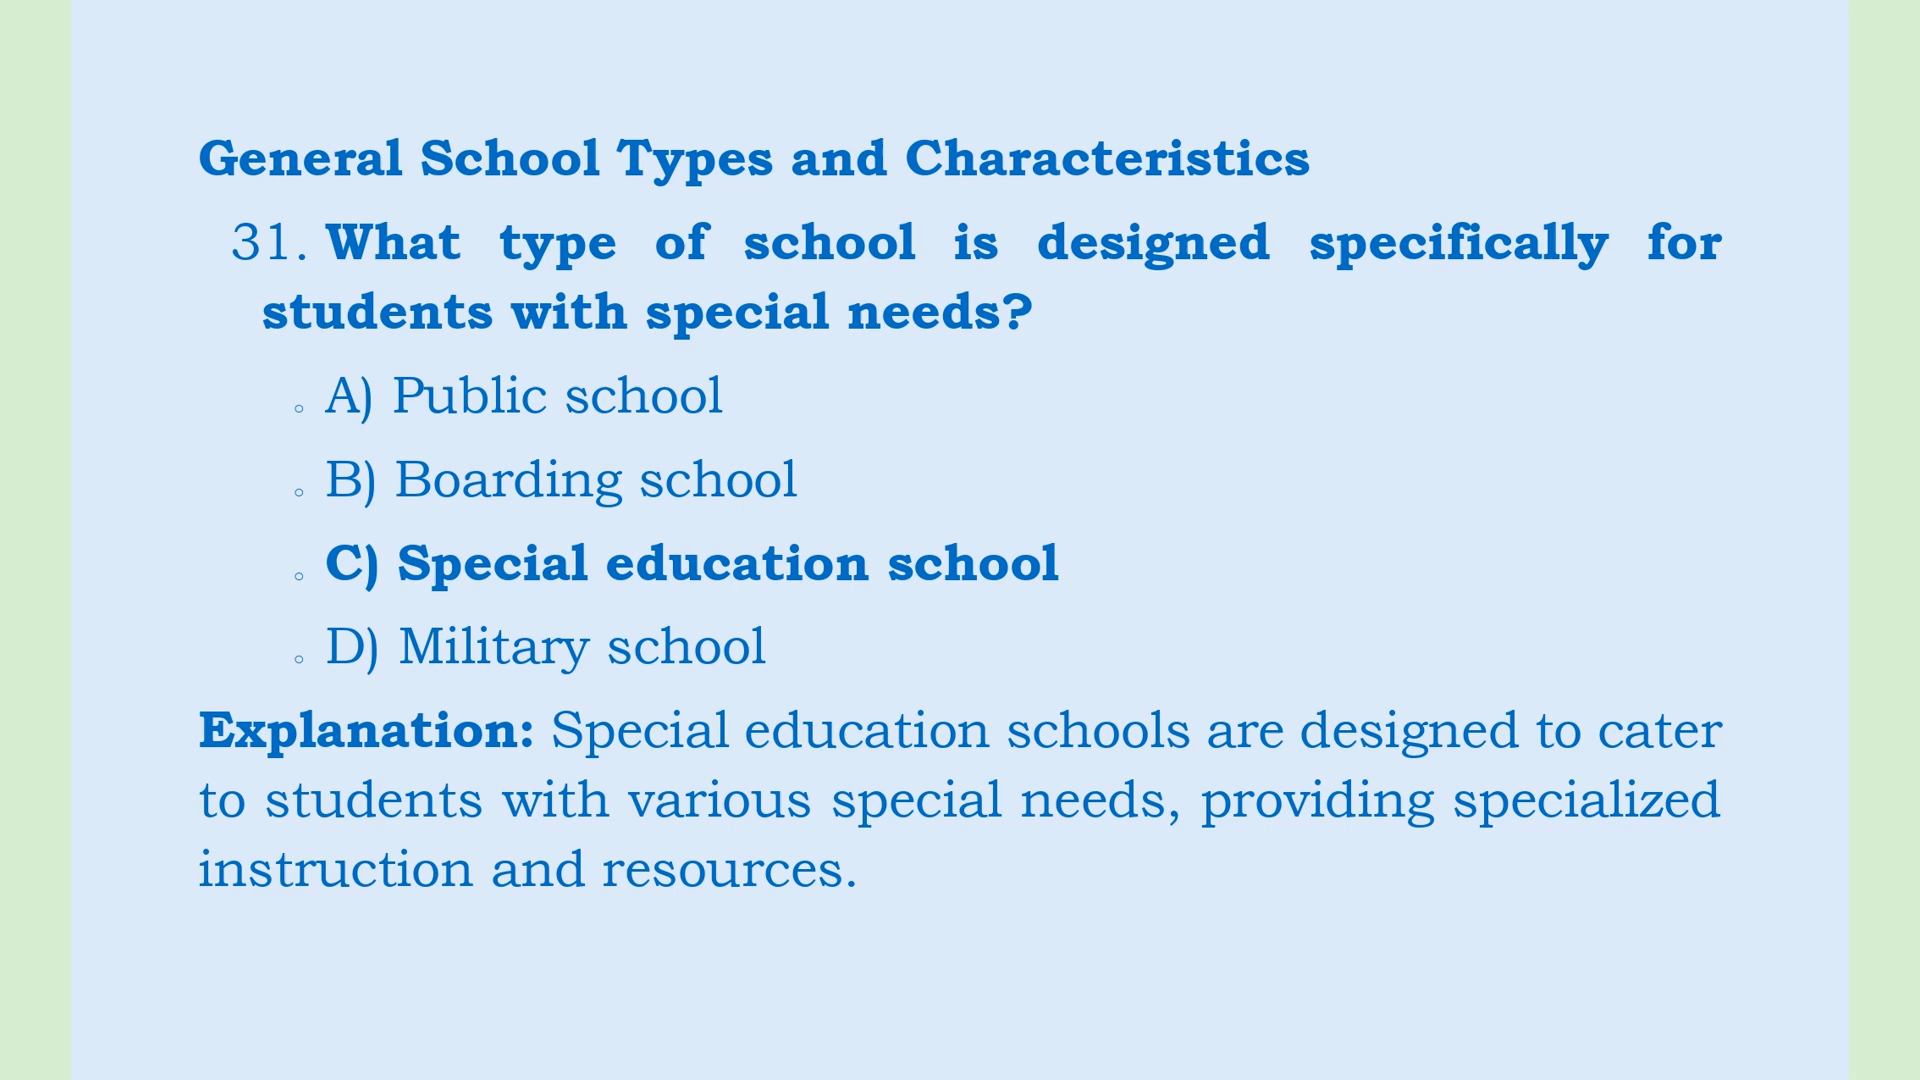 General School Types and Characteristics
31. What type of school is designed specifically for
students with special needs?
○ A) Public school
○ B) Boarding school
○ C) Special education school
○ D) Military school
Explanation: Special education schools are designed to cater
to students with various special needs, providing specialized
instruction and resources.